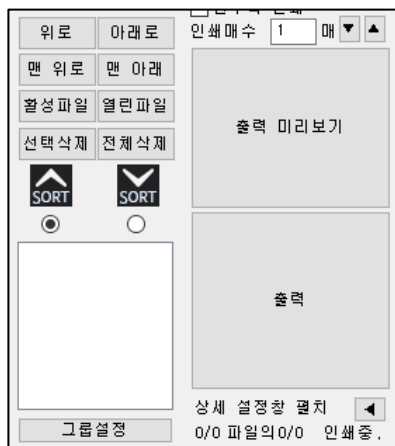 위로 아래로
맨 위로 맨 아래
활성파일 열린파일
선택삭제 전체삭제
SORT SORT
그룹설정
인쇄매수 1 매
출력 미리보기
출력
상세 설정창 펼치
0/0 파일의0/0 인쇄중,